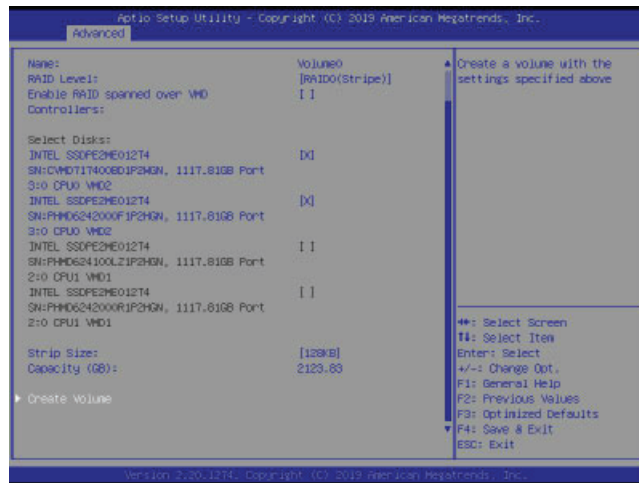 Aptio Setup Utility - Copyright (C) 2019 American Megatrends, Inc.
Advanced
Name: Volume0
RAID Level: [RAID0(Stripe)]
Enable RAID spanned over VMD [ ]
Controllers:
Select Disks:
INTEL SSDPE2ME012T4 [X]
SN:CVMD717400BD1P2MGN, 1117.81GB Port
3:0 CPU0 VMD2
INTEL SSDPE2ME012T4 [X]
SN:PHMD6242000F1P2HGN, 1117.81GB Port
3:0 CPU0 VMD2
INTEL SSDPE2ME012T4 [ ]
SN:PHMD624100LZ1P2HGN, 1117.81GB Port
2:0 CPU1 VMD1
INTEL SSDPE2ME012T4 [ ]
SN:PHMD6242000R1P2HGN, 1117.81GB Port
2:0 CPU1 VMD1
Strip Size: [128KB]
Capacity (GB): 2123.83
Create Volume
Create a volume with the
settings specified above
: Select Screen
: Select Item
Enter: Select
+/-: Change Opt.
F1: General Help
F2: Previous Values
F3: Optimized Defaults
F4: Save & Exit
ESC: Exit
Version 2.20.1274. Copyright (C) 2019 American Megatrends, Inc.